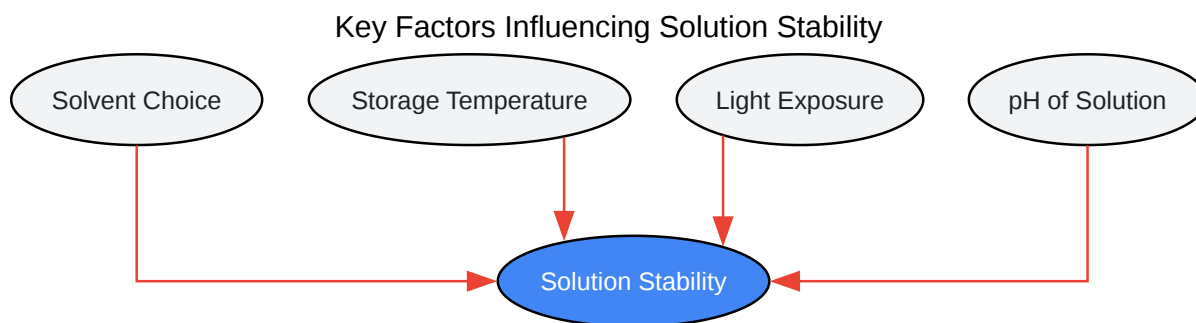 Key Factors Influencing Solution Stability
Solvent Choice
Storage Temperature
Light Exposure
pH of Solution
Solution Stability